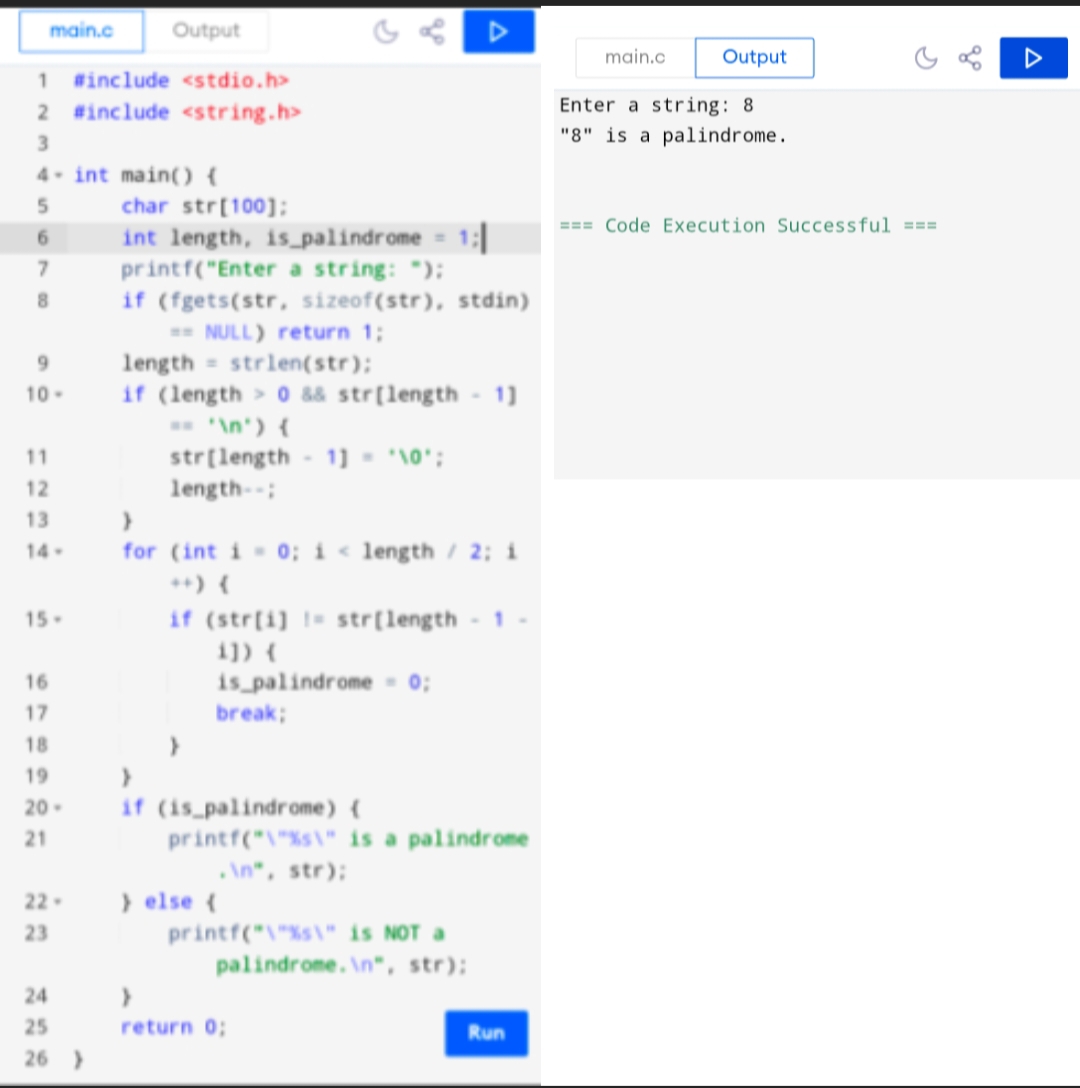 main.c Output
1 #include <stdio.h>
2 #include <string.h>
3
4 int main() {
5 char str[100];
6 int length, is_palindrome = 1;
7 printf("Enter a string: ");
8 if (fgets(str, sizeof(str), stdin)
== NULL) return 1;
9 length = strlen(str);
10 if (length > 0 && str[length - 1]
== '\n') {
11 str[length - 1] = '\0';
12 length--;
13 }
14 for (int i = 0; i < length / 2; i
++) {
15 if (str[i] != str[length - 1 -
i]) {
16 is_palindrome = 0;
17 break;
18 }
19 }
20 if (is_palindrome) {
21 printf("\"%s\" is a palindrome
.\n", str);
22 } else {
23 printf("\"%s\" is NOT a
palindrome.\n", str);
24 }
25 return 0;
26 }
Run
main.c Output
Enter a string: 8
"8" is a palindrome.
=== Code Execution Successful ===